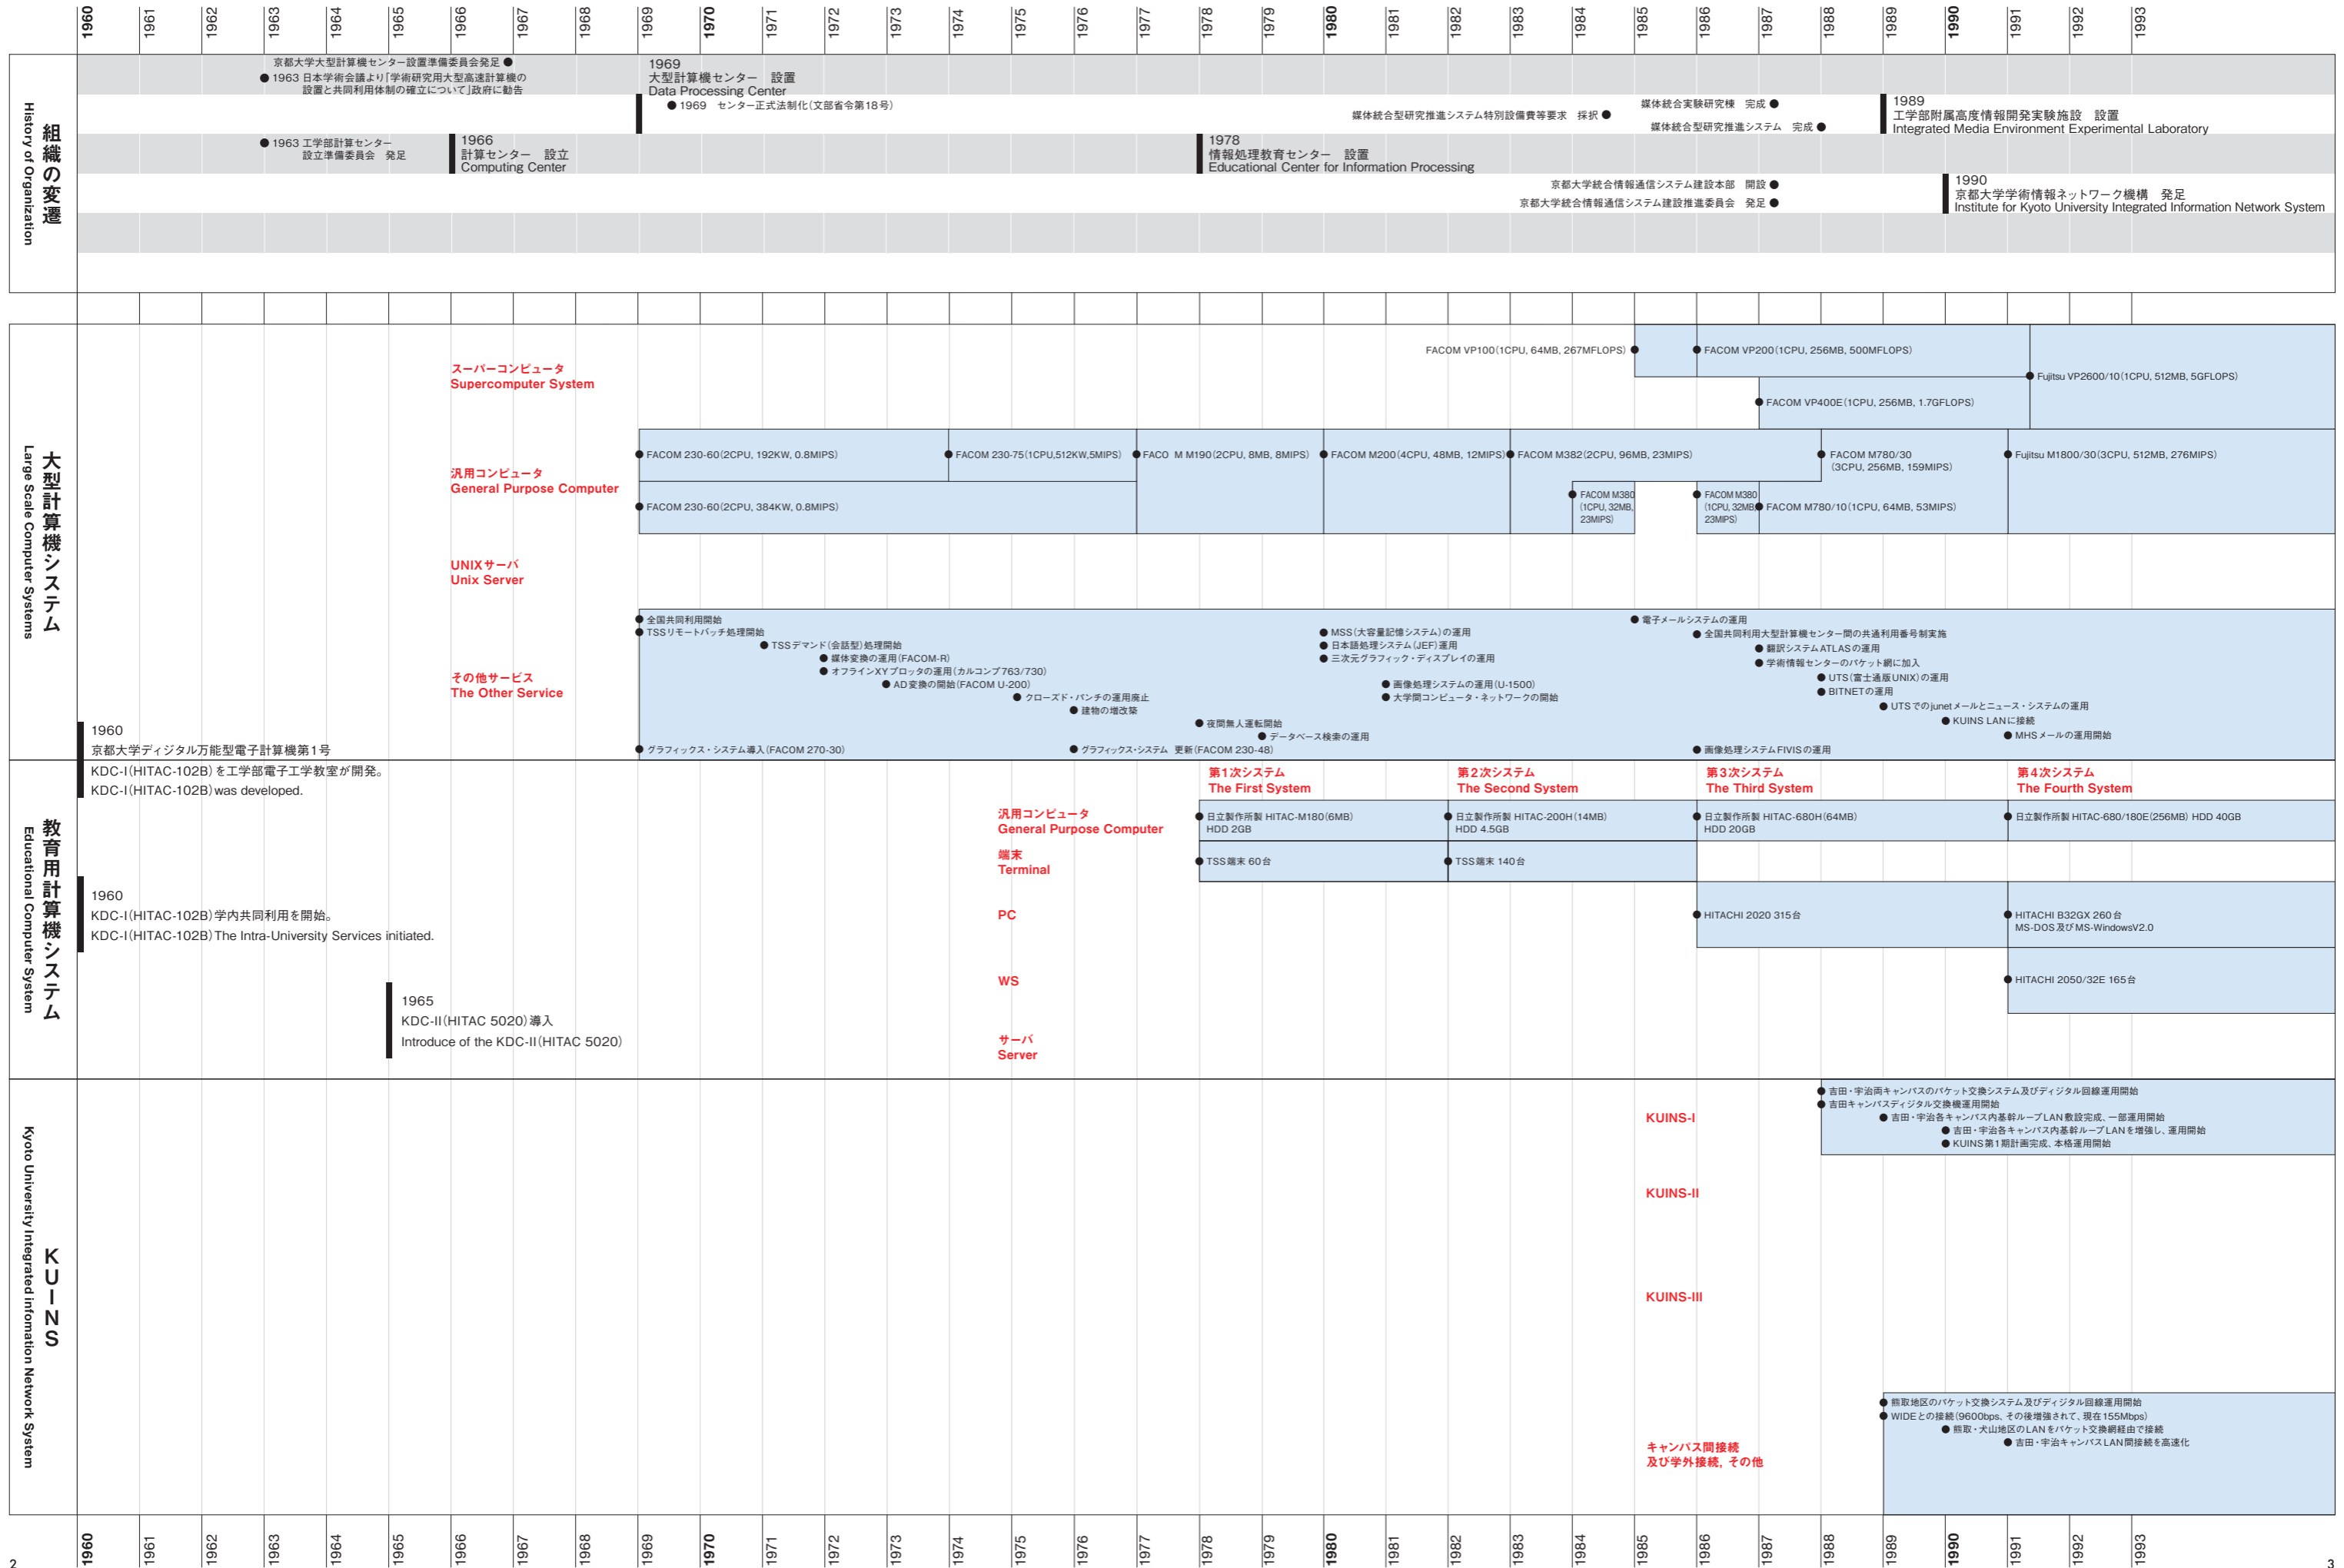 1960
1961
1962
1963
1964
1965
1966
1967
1968
1969
1970
1971
1972
1973
1974
1975
1976
1977
1978
1979
1980
1981
1982
1983
1984
1985
1986
1987
1988
1989
1990
1991
1992
1993
組織の変遷
History of Organization
京都大学大型計算機センター設置準備委員会発足
1963 日本学術会議より「学術研究用大型高速計算機の
設置と共同利用体制の確立について」政府に勧告
1969
大型計算機センター 設置
Data Processing Center
1969 センター正式法制化(文部省令第18号)
媒体統合型研究推進システム特別設備費等要求 採択
媒体統合実験研究棟 完成
媒体統合型研究推進システム 完成
1989
工学部附属高度情報開発実験施設 設置
Integrated Media Environment Experimental Laboratory
1963 工学部計算センター
設立準備委員会 発足
1966
計算センター 設立
Computing Center
1978
情報処理教育センター 設置
Educational Center for Information Processing
京都大学統合情報通信システム建設本部 開設
京都大学統合情報通信システム建設推進委員会 発足
1990
京都大学学術情報ネットワーク機構 発足
Institute for Kyoto University Integrated Information Network System
大型計算機システム
Large Scale Computer Systems
スーパーコンピュータ
Supercomputer System
FACOM VP100(1CPU, 64MB, 267MFLOPS)
FACOM VP200(1CPU, 256MB, 500MFLOPS)
Fujitsu VP2600/10(1CPU, 512MB, 5GFLOPS)
FACOM VP400E(1CPU, 256MB, 1.7GFLOPS)
汎用コンピュータ
General Purpose Computer
FACOM 230-60(2CPU, 192KW, 0.8MIPS)
FACOM 230-75(1CPU,512KW,5MIPS)
FACO M M190(2CPU, 8MB, 8MIPS)
FACOM M200(4CPU, 48MB, 12MIPS)
FACOM M382(2CPU, 96MB, 23MIPS)
FACOM M780/30
(3CPU, 256MB, 159MIPS)
Fujitsu M1800/30(3CPU, 512MB, 276MIPS)
FACOM 230-60(2CPU, 384KW, 0.8MIPS)
FACOM M380
(1CPU, 32MB,
23MIPS)
FACOM M380
(1CPU, 32MB,
23MIPS)
FACOM M780/10(1CPU, 64MB, 53MIPS)
UNIXサーバ
Unix Server
その他サービス
The Other Service
全国共同利用開始
TSSリモートバッチ処理開始
TSSデマンド(会話型)処理開始
媒体変換の運用(FACOM-R)
オフラインXYプロッタの運用(カルコンプ763/730)
AD変換の開始(FACOM U-200)
クローズド・パンチの運用廃止
建物の増改築
夜間無人運転開始
データベース検索の運用
グラフィックス・システム導入(FACOM 270-30)
グラフィックス・システム 更新(FACOM 230-48)
MSS(大容量記憶システム)の運用
日本語処理システム(JEF)運用
三次元グラフィック・ディスプレイの運用
画像処理システムの運用(U-1500)
大学間コンピュータ・ネットワークの開始
電子メールシステムの運用
全国共同利用大型計算機センター間の共通利用番号制実施
翻訳システムATLASの運用
学術情報センターのパケット網に加入
UTS(富士通版UNIX)の運用
BITNETの運用
UTSでのjunetメールとニュース・システムの運用
KUINS LANに接続
MHSメールの運用開始
画像処理システムFIVISの運用
1960
京都大学ディジタル万能型電子計算機第1号
KDC-I(HITAC-102B)を工学部電子工学教室が開発。
KDC-I(HITAC-102B)was developed.
教育用計算機システム
Educational Computer System
第1次システム
The First System
第2次システム
The Second System
第3次システム
The Third System
第4次システム
The Fourth System
汎用コンピュータ
General Purpose Computer
日立製作所製 HITAC-M180(6MB)
HDD 2GB
日立製作所製 HITAC-200H(14MB)
HDD 4.5GB
日立製作所製 HITAC-680H(64MB)
HDD 20GB
日立製作所製 HITAC-680/180E(256MB) HDD 40GB
端末
Terminal
TSS端末 60台
TSS端末 140台
1960
KDC-I(HITAC-102B)学内共同利用を開始。
KDC-I(HITAC-102B)The Intra-University Services initiated.
PC
HITACHI 2020 315台
HITACHI B32GX 260台
MS-DOS及びMS-WindowsV2.0
WS
HITACHI 2050/32E 165台
1965
KDC-II(HITAC 5020)導入
Introduce of the KDC-II(HITAC 5020)
サーバ
Server
KUINS
Kyoto University Integrated infomation Network System
KUINS-I
吉田・宇治両キャンパスのパケット交換システム及びディジタル回線運用開始
吉田キャンパスディジタル交換機運用開始
吉田・宇治各キャンパス内基幹ループLAN敷設完成、一部運用開始
吉田・宇治各キャンパス内基幹ループLANを増強し、運用開始
KUINS第1期計画完成、本格運用開始
KUINS-II
KUINS-III
キャンパス間接続
及び学外接続, その他
熊取地区のパケット交換システム及びディジタル回線運用開始
WIDEとの接続(9600bps、その後増強されて、現在155Mbps)
熊取・犬山地区のLANをパケット交換網経由で接続
吉田・宇治キャンパスLAN間接続を高速化
1960
1961
1962
1963
1964
1965
1966
1967
1968
1969
1970
1971
1972
1973
1974
1975
1976
1977
1978
1979
1980
1981
1982
1983
1984
1985
1986
1987
1988
1989
1990
1991
1992
1993
2
3